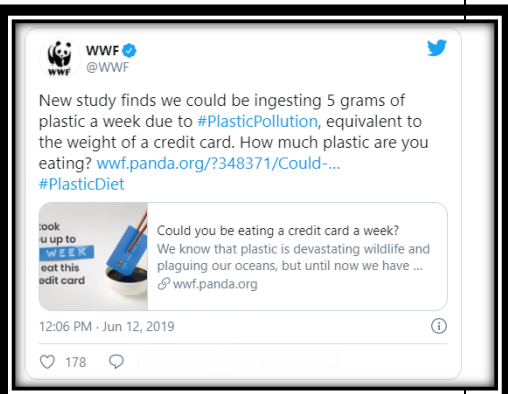 WWF
WWF
@WWF
New study finds we could be ingesting 5 grams of
plastic a week due to #PlasticPollution, equivalent to
the weight of a credit card. How much plastic are you
eating? wwf.panda.org/?348371/Could-...
#PlasticDiet
ook
u up to
WEEK
eat this
edit card
Could you be eating a credit card a week?
We know that plastic is devastating wildlife and
plaguing our oceans, but until now we have ...
wwf.panda.org
12:06 PM · Jun 12, 2019
178